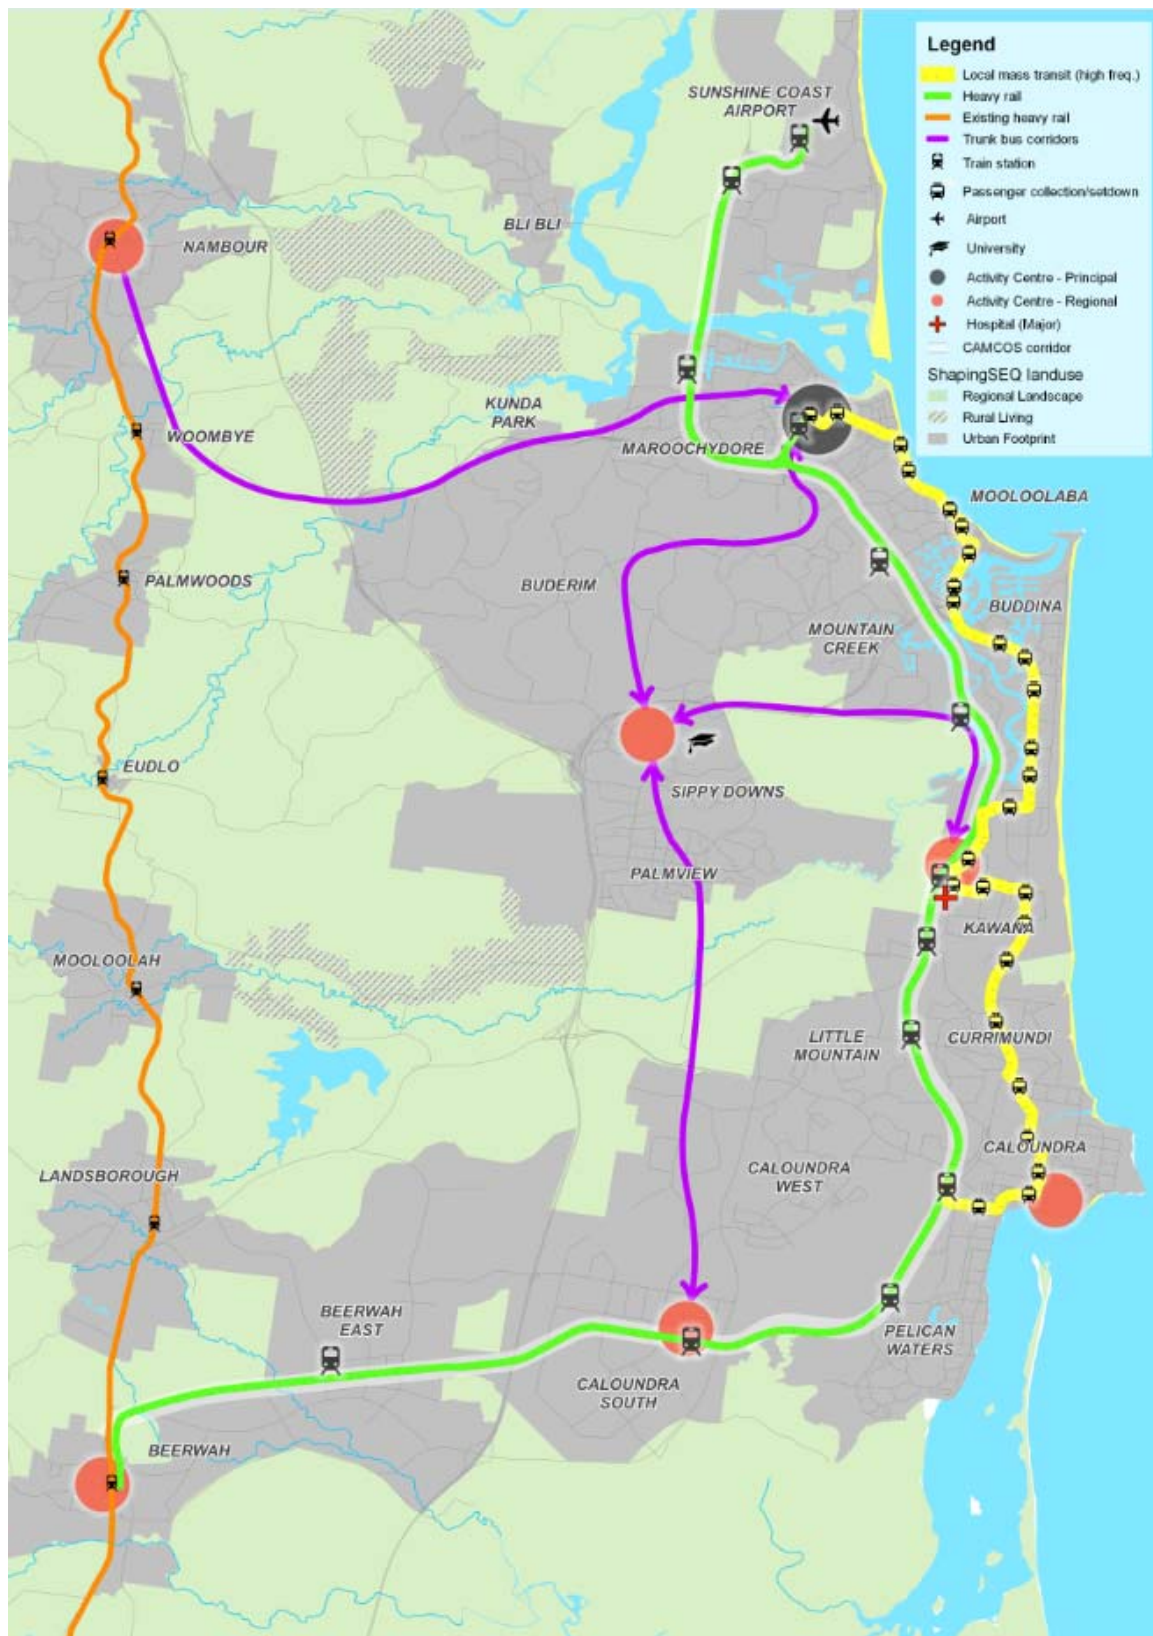 Legend
Local mass transit (high freq.)
Heavy rail
Existing heavy rail
Trunk bus corridors
Train station
Passenger collection/setdown
Airport
University
Activity Centre - Principal
Activity Centre - Regional
Hospital (Major)
CAMCOS corridor
ShapingSEQ landuse
Regional Landscape
Rural Living
Urban Footprint
SUNSHINE COAST
AIRPORT
BLI BLI
NAMBOUR
KUNDA
PARK
WOOMBYE
MAROOCHYDORE
MOOLOOLABA
PALMWOODS
BUDERIM
BUDDINA
MOUNTAIN
CREEK
EUDLO
SIPPY DOWNS
PALMVIEW
KAWANA
MOOLOOLAH
LITTLE
MOUNTAIN
CURRIMUNDI
CALOUNDRA
LANDSBOROUGH
CALOUNDRA
WEST
BEERWAH
EAST
PELICAN
WATERS
CALOUNDRA
SOUTH
BEERWAH